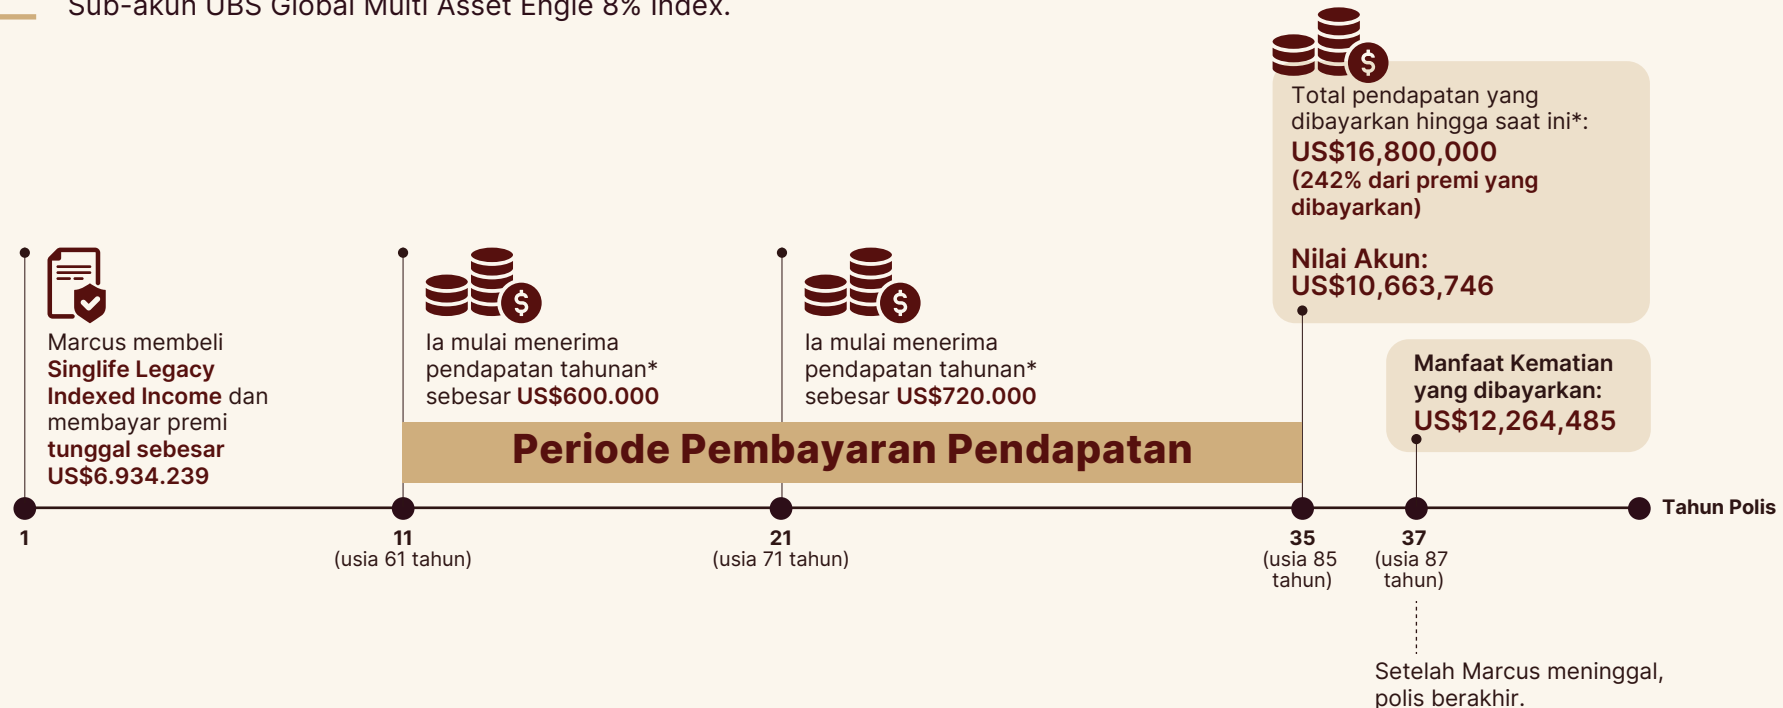 Sub-akun UBS Global Multi Asset Engle 8% Index.
Total pendapatan yang
dibayarkan hingga saat ini*:
US$16,800,000
(242% dari premi yang
dibayarkan)
Nilai Akun:
US$10,663,746
Marcus membeli
Singlife Legacy
Indexed Income dan
membayar premi
tunggal sebesar
US$6.934.239
Ia mulai menerima
pendapatan tahunan*
sebesar US$600.000
Ia mulai menerima
pendapatan tahunan*
sebesar US$720.000
Manfaat Kematian
yang dibayarkan:
US$12,264,485
Periode Pembayaran Pendapatan
Tahun Polis
1
11
(usia 61 tahun)
21
(usia 71 tahun)
35
(usia 85
tahun)
37
(usia 87
tahun)
Setelah Marcus meninggal,
polis berakhir.